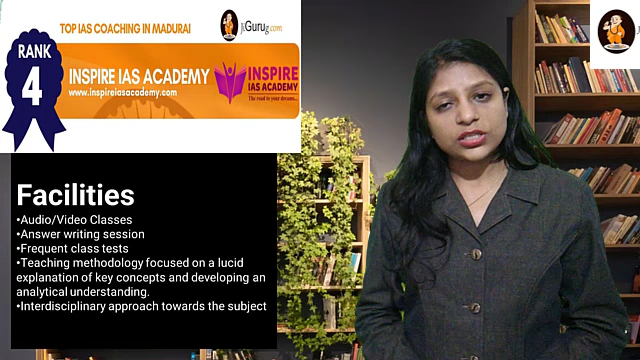 TOP IAS COACHING IN MADURAI
JiGurug.com
RANK
4
INSPIRE IAS ACADEMY
www.inspireiasacademy.com
INSPIRE
IAS ACADEMY
The road to your dreams...
Facilities
•Audio/Video Classes
•Answer writing session
•Frequent class tests
•Teaching methodology focused on a lucid
explanation of key concepts and developing an
analytical understanding.
•Interdisciplinary approach towards the subject